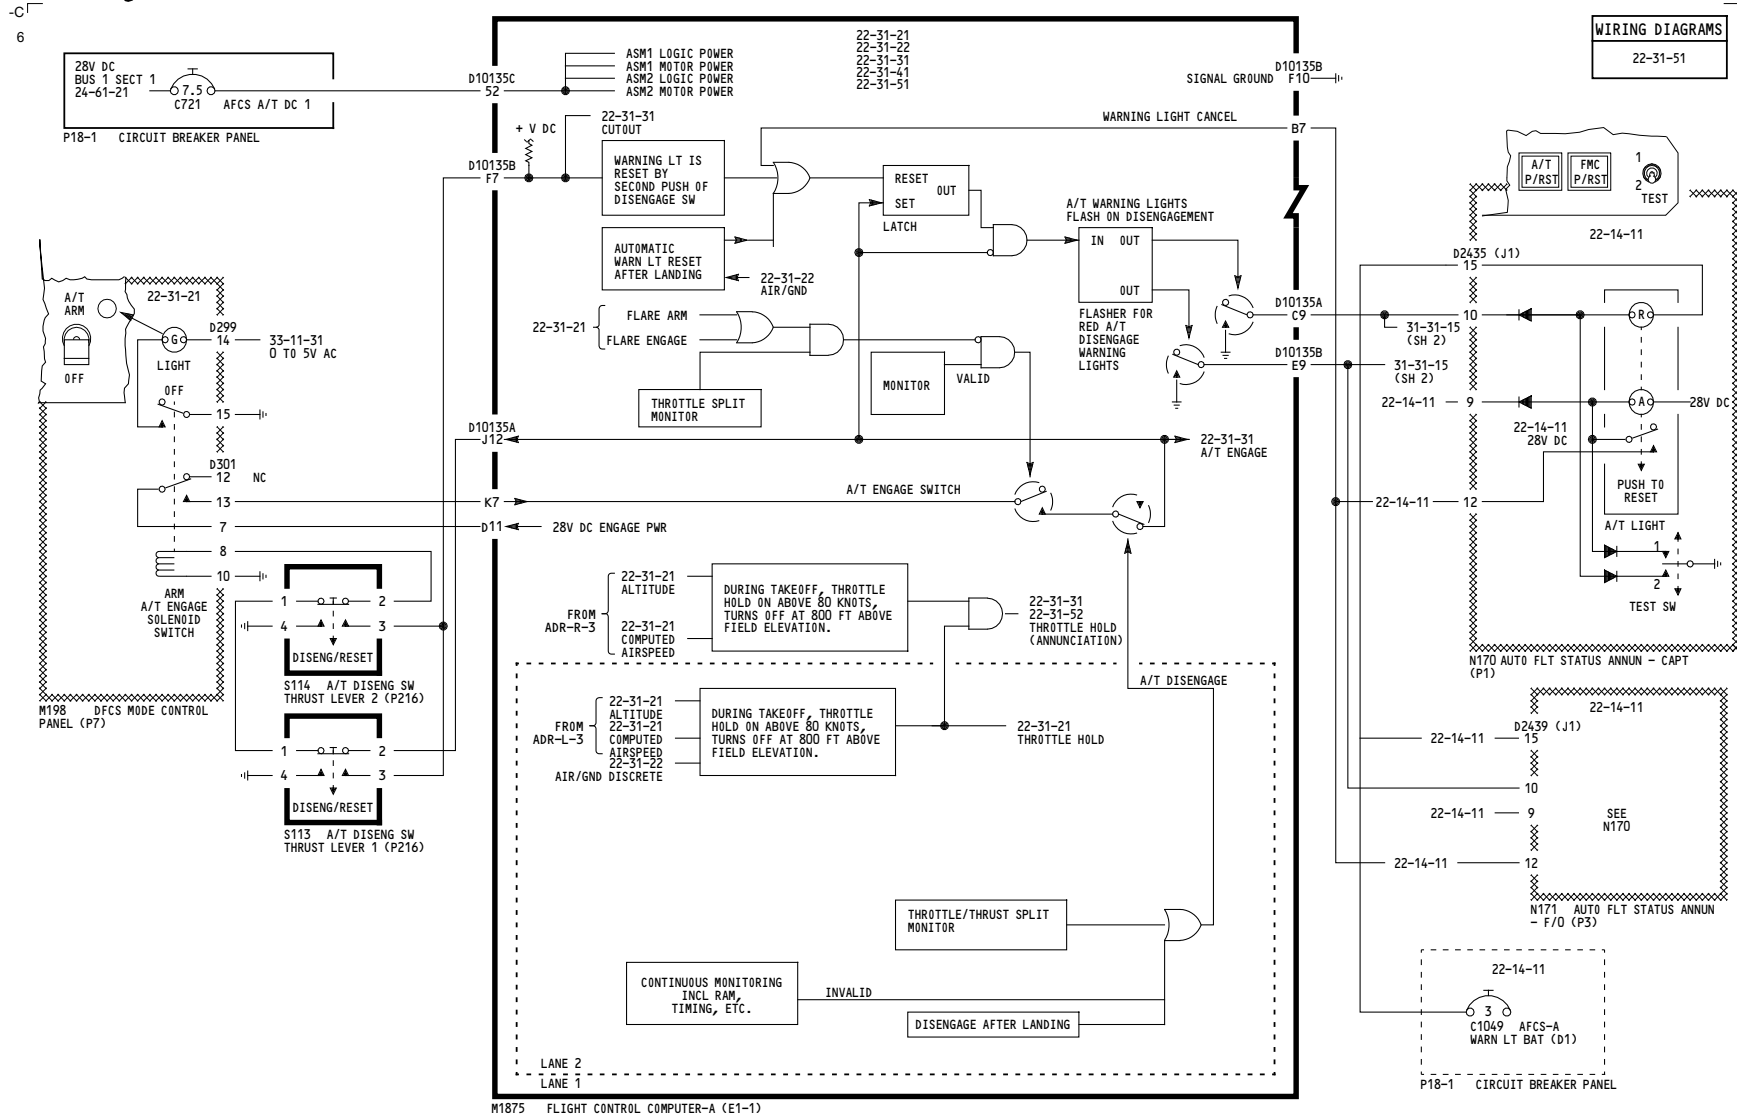 -C
6
28V DC
BUS 1 SECT 1
24-61-21
7.5
C721 AFCS A/T DC 1
P18-1 CIRCUIT BREAKER PANEL
D10135C
52
ASM1 LOGIC POWER
ASM1 MOTOR POWER
ASM2 LOGIC POWER
ASM2 MOTOR POWER
22-31-21
22-31-22
22-31-31
22-31-41
22-31-51
SIGNAL GROUND
D10135B
F10
WIRING DIAGRAMS
22-31-51
+ V DC
22-31-31
CUTOUT
WARNING LIGHT CANCEL
B7
D10135B
F7
WARNING LT IS
RESET BY
SECOND PUSH OF
DISENGAGE SW
RESET
OUT
SET
LATCH
AUTOMATIC
WARN LT RESET
AFTER LANDING
22-31-22
AIR/GND
A/T WARNING LIGHTS
FLASH ON DISENGAGEMENT
IN OUT
OUT
FLASHER FOR
RED A/T
DISENGAGE
WARNING
LIGHTS
22-31-21
FLARE ARM
FLARE ENGAGE
THROTTLE SPLIT
MONITOR
MONITOR
VALID
D10135A
C9
D10135B
E9
31-31-15
(SH 2)
31-31-15
(SH 2)
A/T
P/RST
FMC
P/RST
1
2
TEST
22-14-11
D2435 (J1)
15
10
R
22-14-11
9
A
28V DC
22-14-11
28V DC
PUSH TO
RESET
22-14-11
12
A/T LIGHT
1
2
TEST SW
N170 AUTO FLT STATUS ANNUN - CAPT
(P1)
A/T
ARM
OFF
22-31-21
D299
14
33-11-31
0 TO 5V AC
G
LIGHT
OFF
15
D301
12
NC
13
7
8
10
ARM
A/T ENGAGE
SOLENOID
SWITCH
M198 DFCS MODE CONTROL
PANEL (P7)
1
2
4
3
DISENG/RESET
S114 A/T DISENG SW
THRUST LEVER 2 (P216)
1
2
4
3
DISENG/RESET
S113 A/T DISENG SW
THRUST LEVER 1 (P216)
D10135A
J12
22-31-31
A/T ENGAGE
K7
A/T ENGAGE SWITCH
D11
28V DC ENGAGE PWR
FROM
ADR-R-3
22-31-21
ALTITUDE
22-31-21
COMPUTED
AIRSPEED
DURING TAKEOFF, THROTTLE
HOLD ON ABOVE 80 KNOTS,
TURNS OFF AT 800 FT ABOVE
FIELD ELEVATION.
22-31-31
22-31-52
THROTTLE HOLD
(ANNUNCIATION)
A/T DISENGAGE
FROM
ADR-L-3
22-31-21
ALTITUDE
22-31-21
COMPUTED
AIRSPEED
22-31-22
AIR/GND DISCRETE
DURING TAKEOFF, THROTTLE
HOLD ON ABOVE 80 KNOTS,
TURNS OFF AT 800 FT ABOVE
FIELD ELEVATION.
22-31-21
THROTTLE HOLD
THROTTLE/THRUST SPLIT
MONITOR
CONTINUOUS MONITORING
INCL RAM,
TIMING, ETC.
INVALID
DISENGAGE AFTER LANDING
LANE 2
LANE 1
M1875 FLIGHT CONTROL COMPUTER-A (E1-1)
22-14-11
D2439 (J1)
22-14-11
15
10
22-14-11
9
SEE
N170
22-14-11
12
N171 AUTO FLT STATUS ANNUN
- F/O (P3)
22-14-11
3
C1049 AFCS-A
WARN LT BAT (D1)
P18-1 CIRCUIT BREAKER PANEL